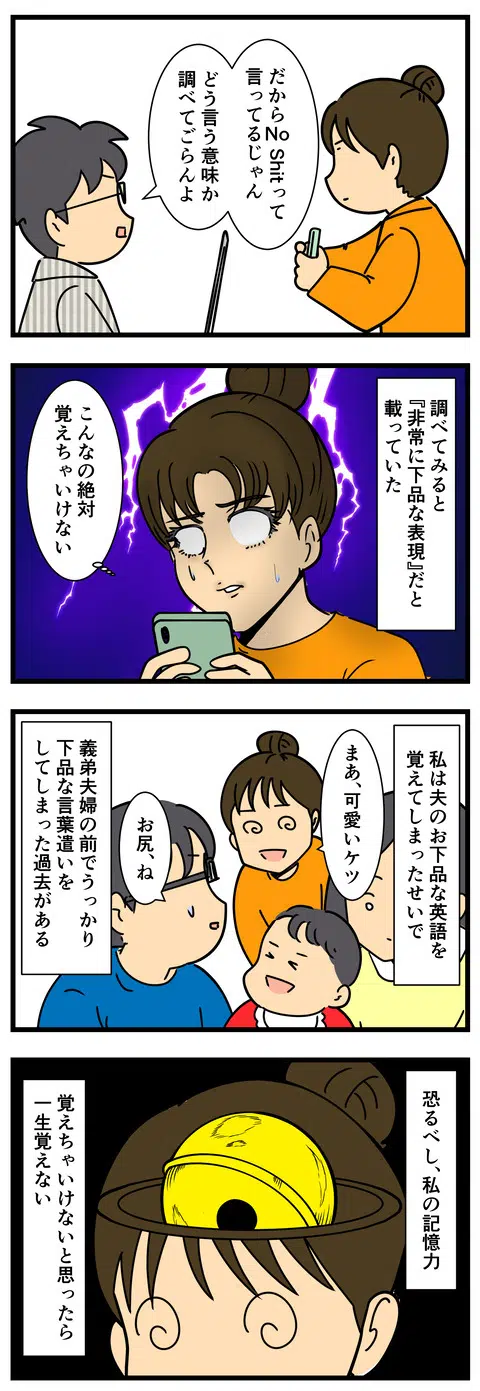 だからNo Shitって
言ってるじゃん
どう言う意味か
調べてごらんよ
調べてみると
『非常に下品な表現』だと
載っていた
こんなの絶対
覚えちゃいけない
私は夫のお下品な英語を
覚えてしまったせいで
まあ、可愛いケツ
お尻、ね
義弟夫婦の前でうっかり
下品な言葉遣いを
してしまった過去がある
恐るべし、私の記憶力
覚えちゃいけないと思ったら
一生覚えない